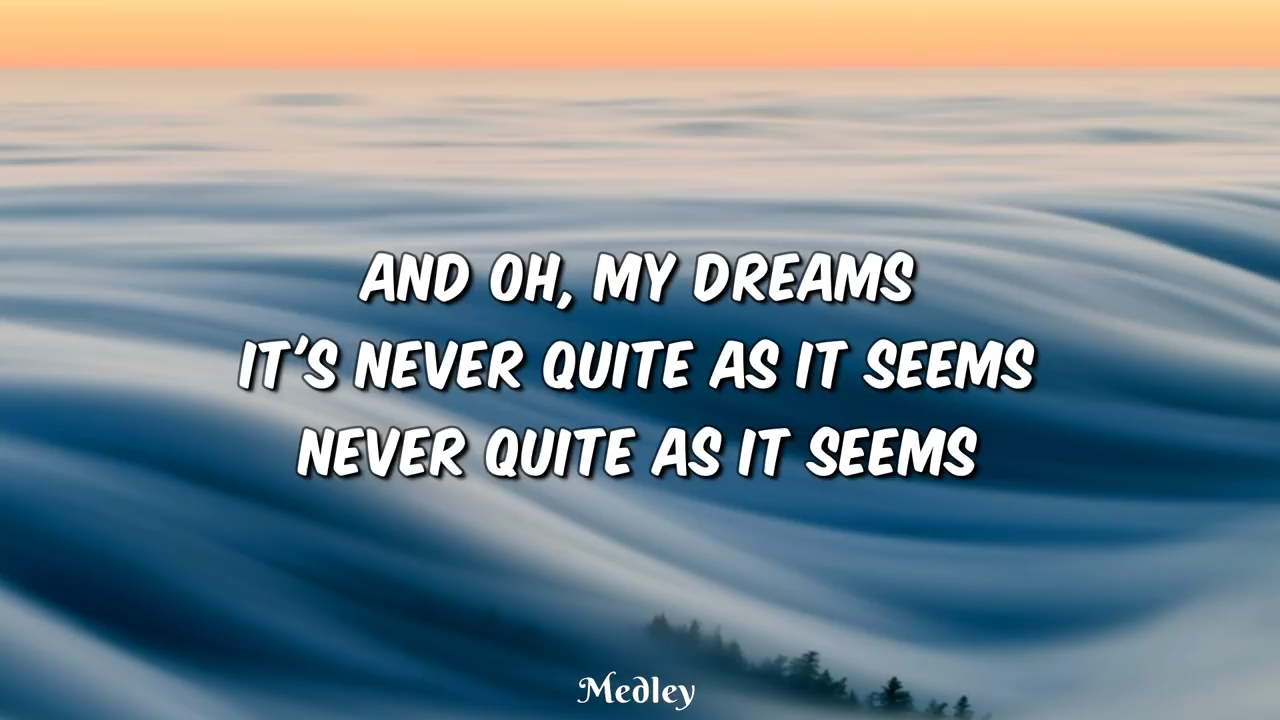 AND OH, MY DREAMS
IT'S NEVER QUITE AS IT SEEMS
NEVER QUITE AS IT SEEMS
Medley